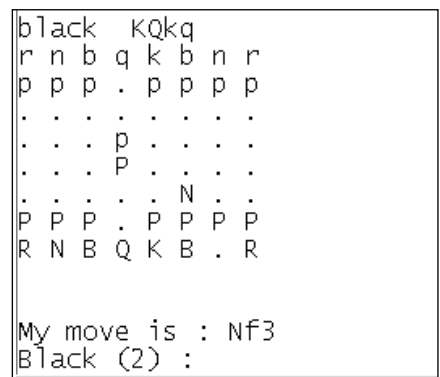 black KQkq
r n b q k b n r
p p p . p p p p
. . . . . . . .
. . . p . . . .
. . . P . . . .
. . . . . N . .
P P P . P P P P
R N B Q K B . R
My move is : Nf3
Black (2) :